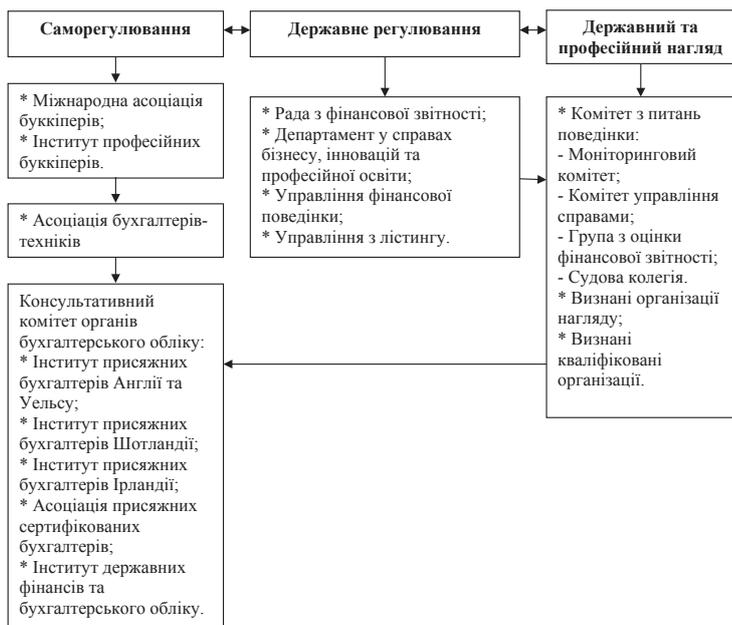 Саморегулювання
Державне регулювання
Державний та
професійний нагляд
* Міжнародна асоціація
буккіперів;
* Інститут професійних
буккіперів.
* Асоціація бухгалтерів-
техніків
Консультативний
комітет органів
бухгалтерського обліку:
* Інститут присяжних
бухгалтерів Англії та
Уельсу;
* Інститут присяжних
бухгалтерів Шотландії;
* Інститут присяжних
бухгалтерів Ірландії;
* Асоціація присяжних
сертифікованих
бухгалтерів;
* Інститут державних
фінансів та
бухгалтерського обліку.
* Рада з фінансової звітності;
* Департамент у справах
бізнесу, інновацій та
професійної освіти;
* Управління фінансової
поведінки;
* Управління з лістингу.
* Комітет з питань
поведінки:
- Моніторинговий
комітет;
- Комітет управління
справами;
- Група з оцінки
фінансової звітності;
- Судова колегія.
* Визнані організації
нагляду;
* Визнані
кваліфіковані
організації.